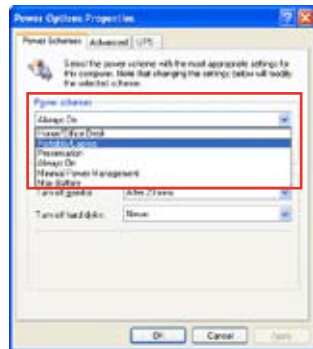 Power Options Properties
Power Schemes Advanced UPS
Select the power scheme with the most appropriate settings for
this computer. Note that changing the settings below will modify
the selected scheme.
Power schemes
Always On
Home/Office Desk
Portable/Laptop
Presentation
Always On
Minimal Power Management
Max Battery
Turn off monitor: After 20 mins
Turn off hard disks: Never
OK Cancel Apply